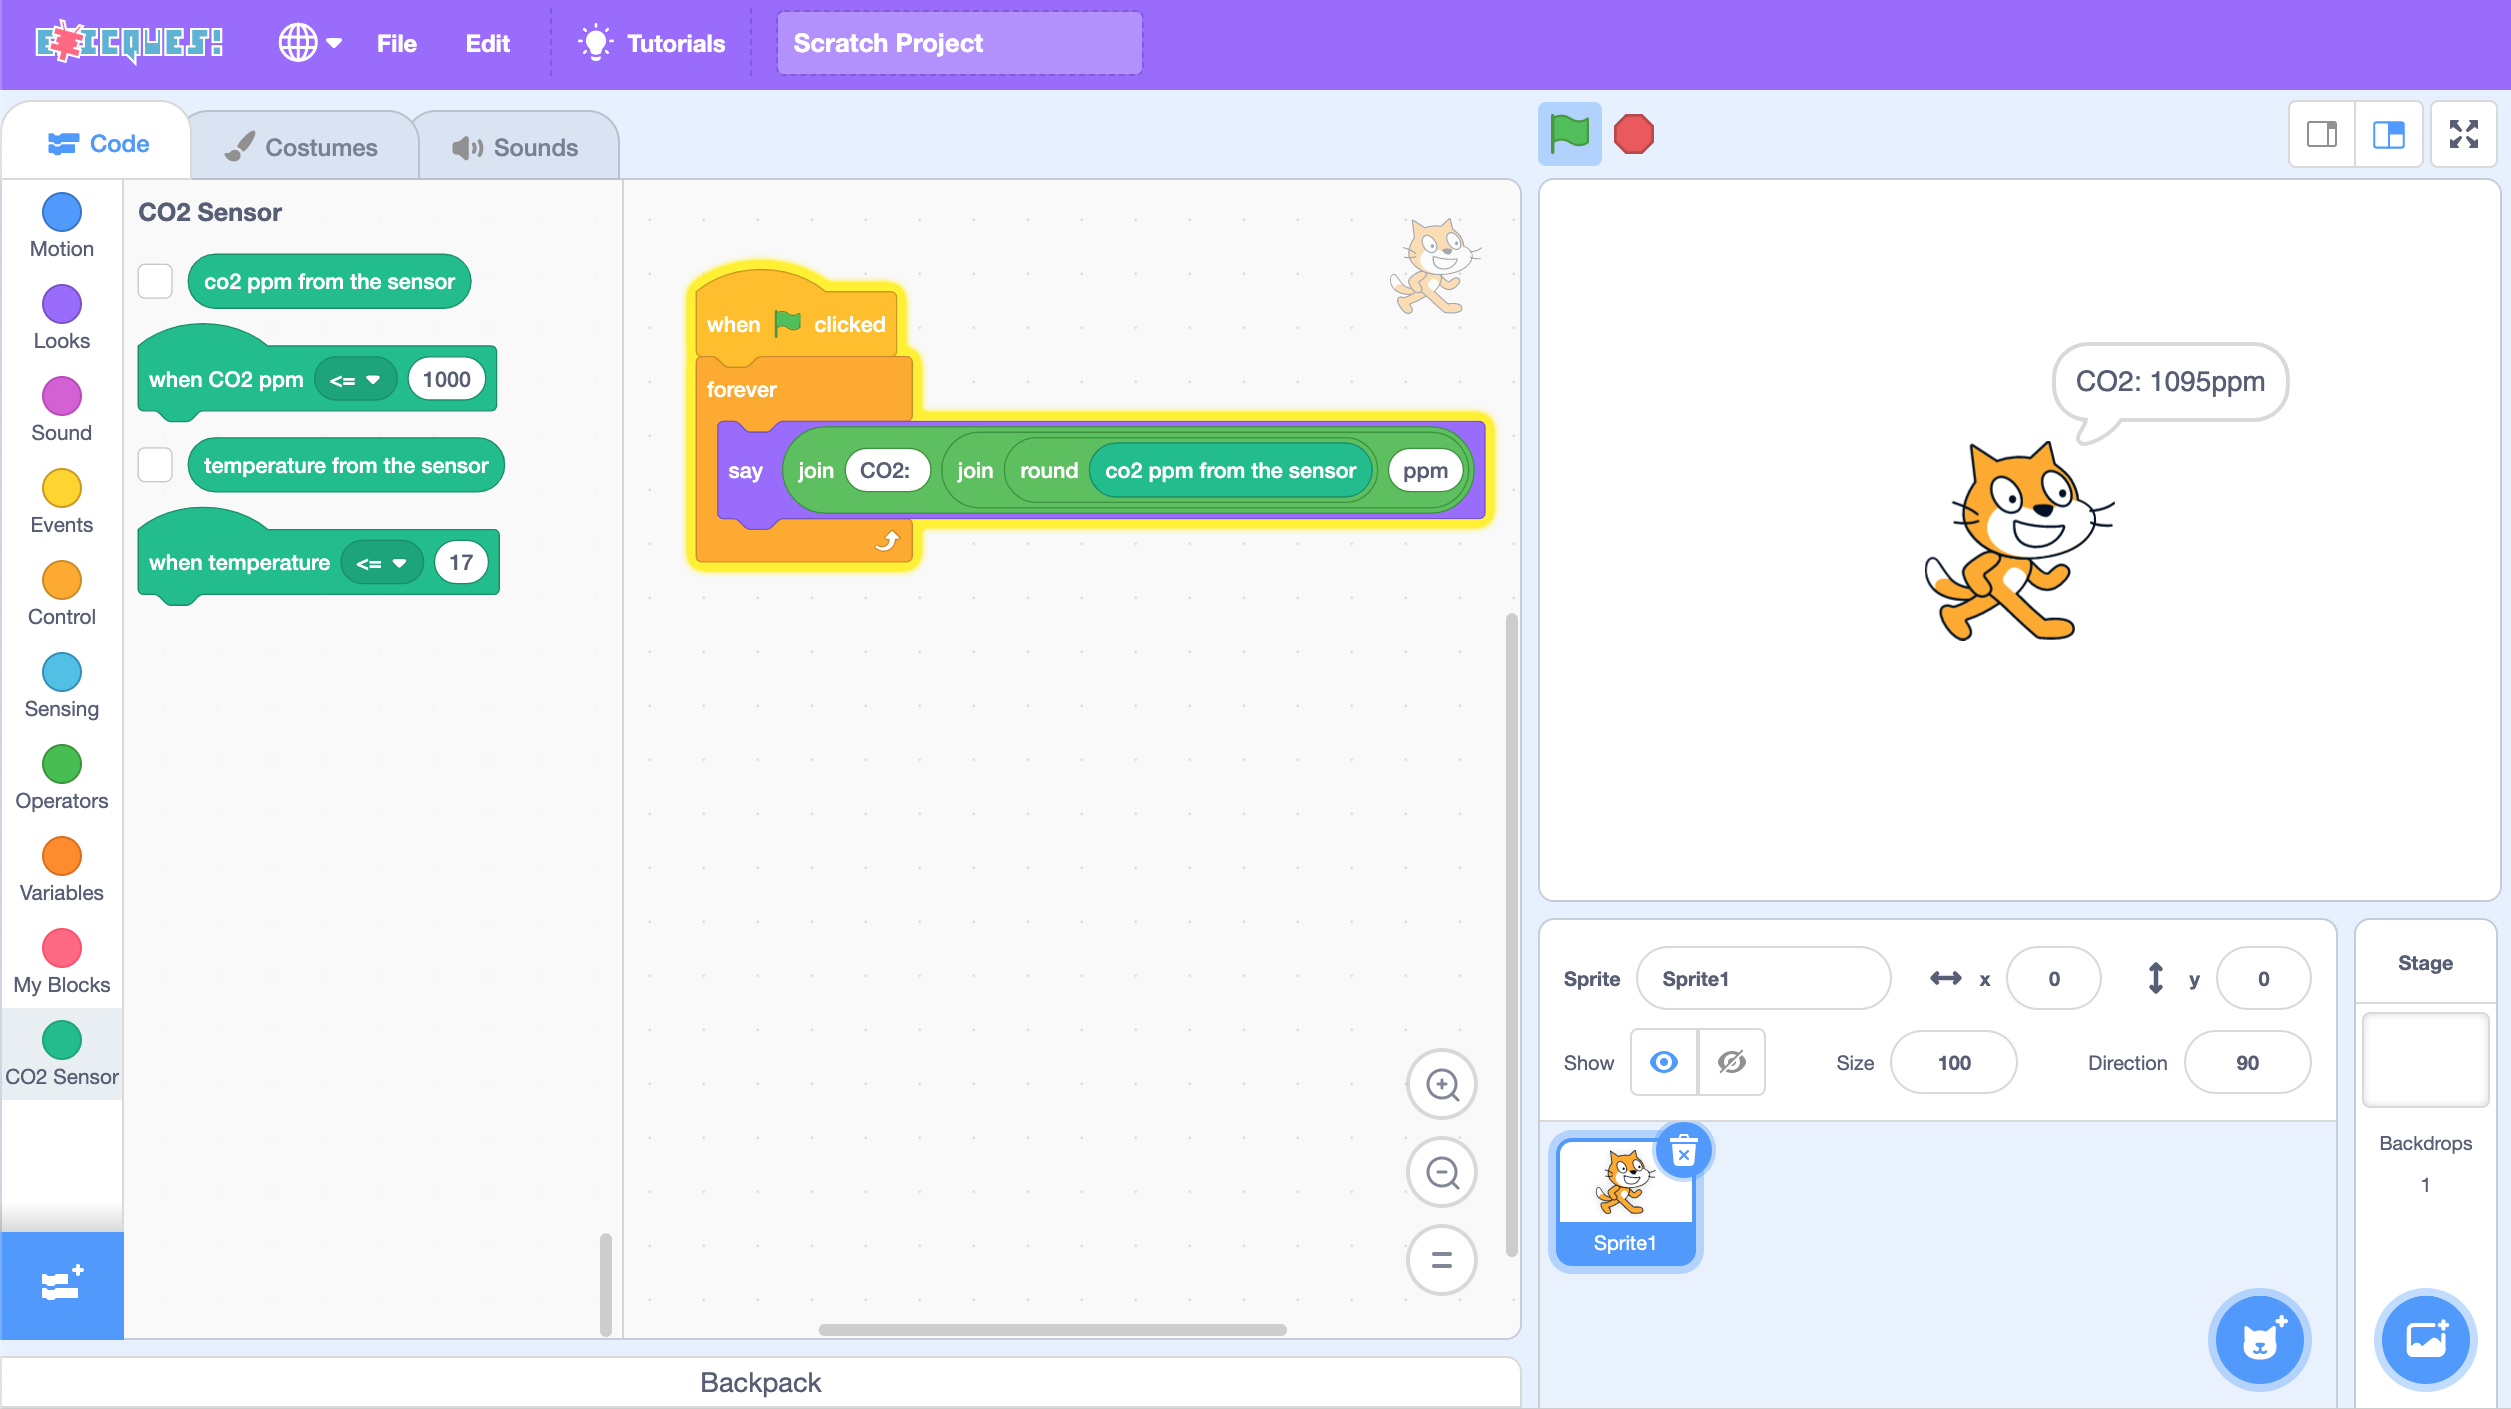 File Edit Tutorials Scratch Project
Code Costumes Sounds
Motion
Looks
Sound
Events
Control
Sensing
Operators
Variables
My Blocks
CO2 Sensor
CO2 Sensor
co2 ppm from the sensor
when CO2 ppm <= 1000
temperature from the sensor
when temperature <= 17
when clicked
forever
say join CO2: join round co2 ppm from the sensor ppm
CO2: 1095ppm
Sprite Sprite1 x 0 y 0
Show Size 100 Direction 90
Sprite1
Stage
Backdrops
1
Backpack